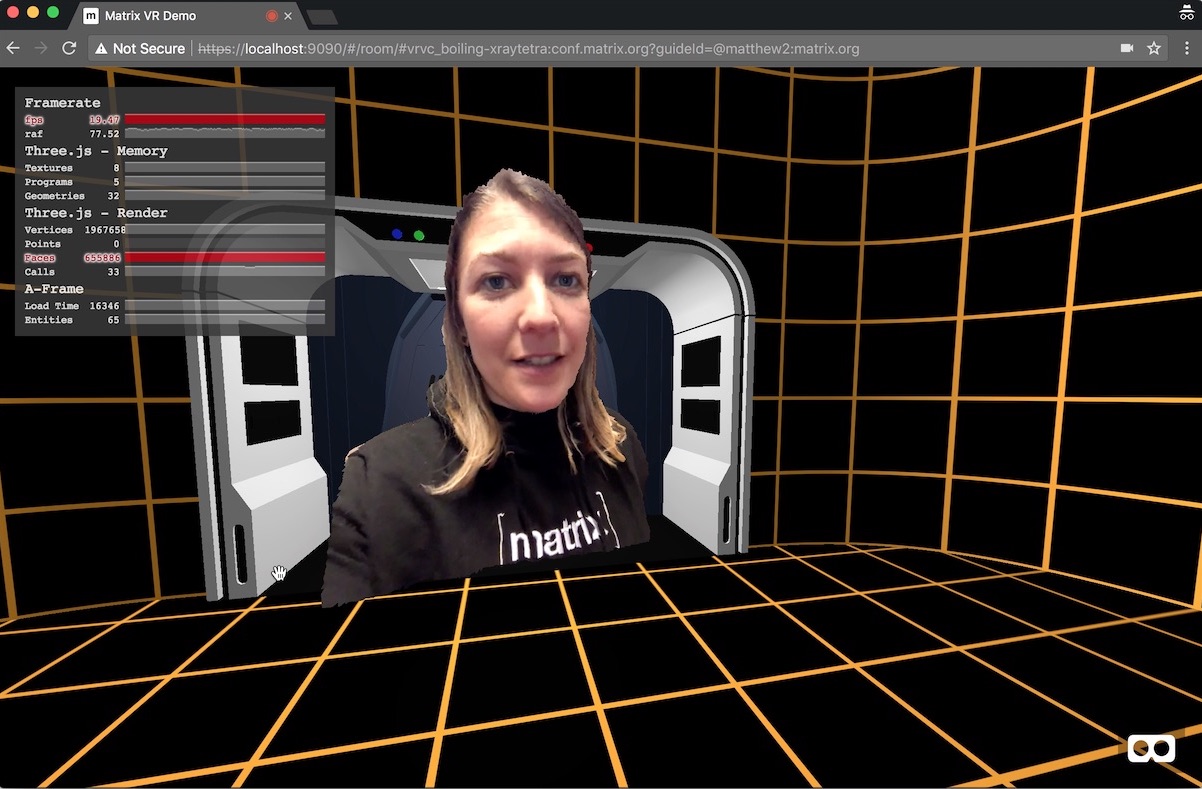 m Matrix VR Demo
Not Secure https://localhost:9090/#/room/#vrvc_boiling-xraytetra:conf.matrix.org?guideId=@matthew2:matrix.org
Framerate
fps 19.47
raf 77.52
Three.js - Memory
Textures 8
Programs 5
Geometries 32
Three.js - Render
Vertices 1967658
Points 0
Faces 655886
Calls 33
A-Frame
Load Time 16346
Entities 65
[matrix]